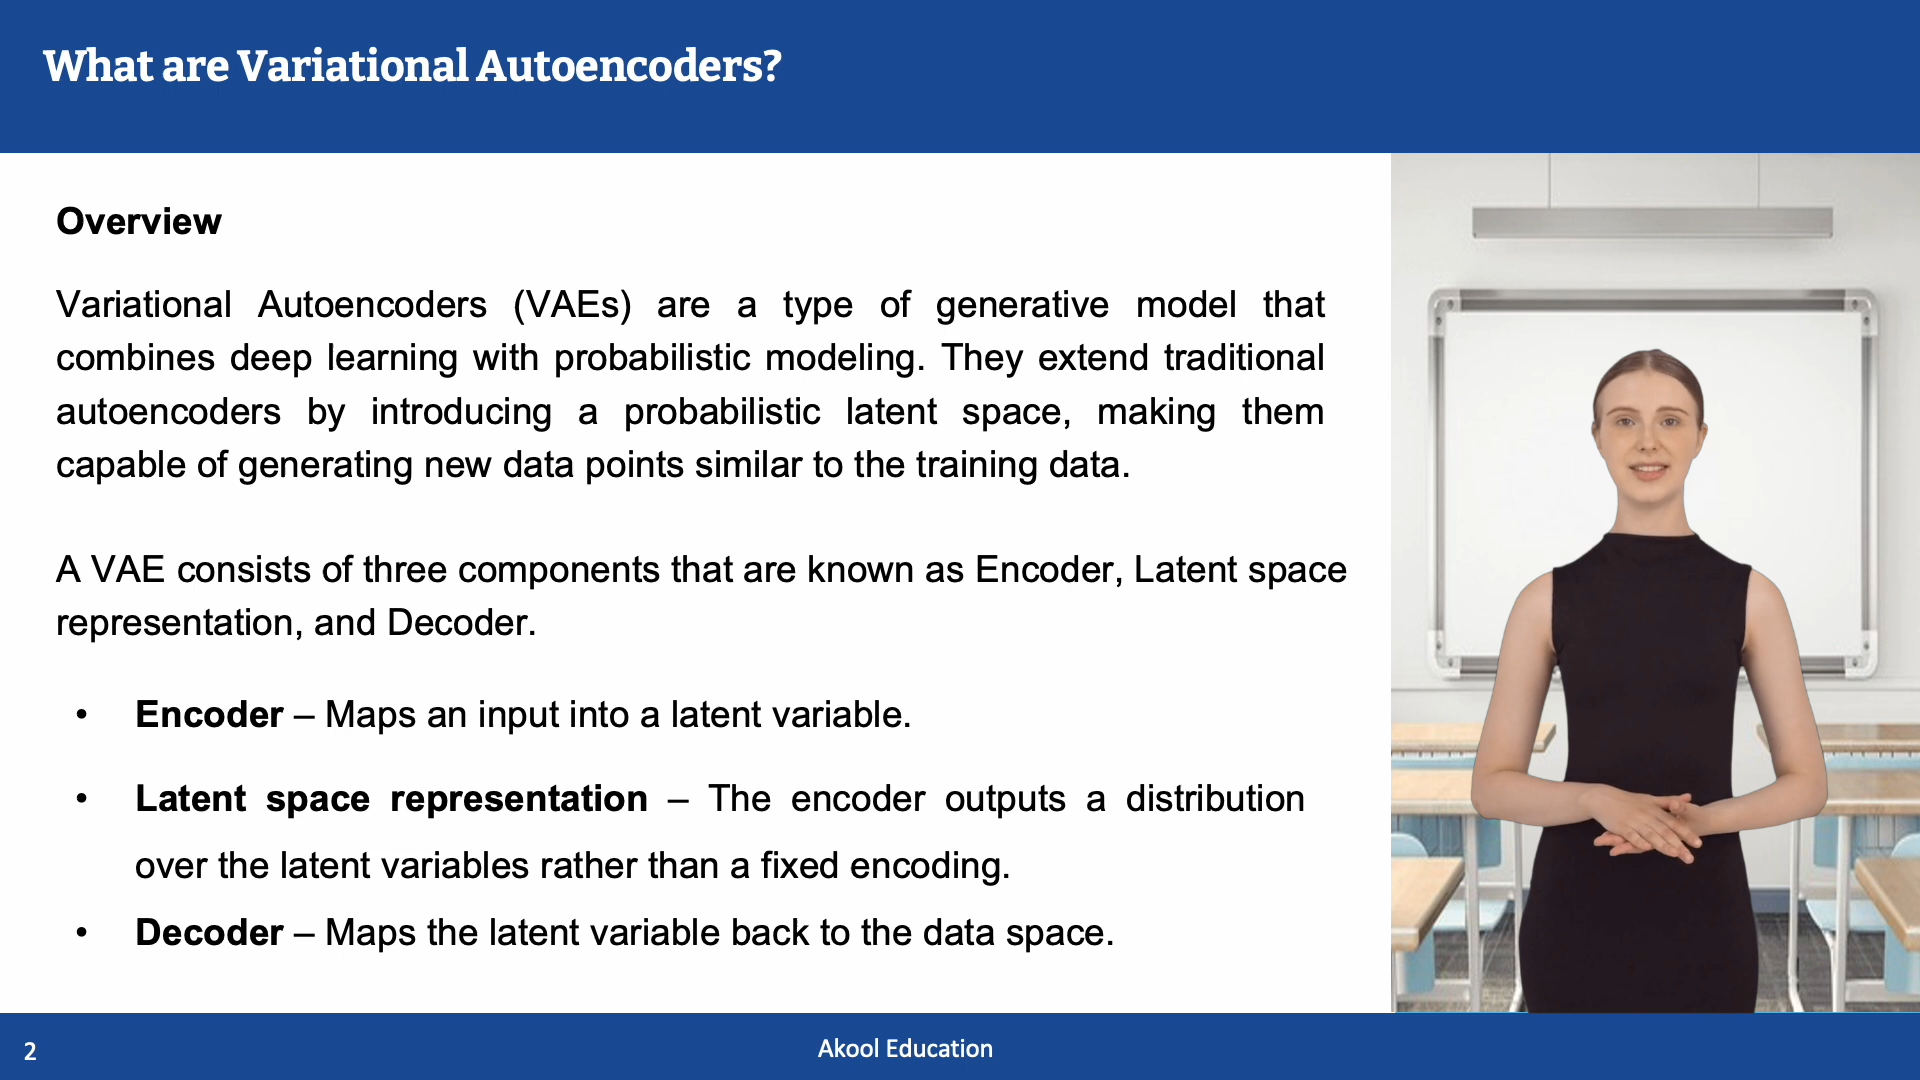 What are Variational Autoencoders?
Overview
Variational Autoencoders (VAEs) are a type of generative model that
combines deep learning with probabilistic modeling. They extend traditional
autoencoders by introducing a probabilistic latent space, making them
capable of generating new data points similar to the training data.
A VAE consists of three components that are known as Encoder, Latent space
representation, and Decoder.
• Encoder – Maps an input into a latent variable.
• Latent space representation – The encoder outputs a distribution
over the latent variables rather than a fixed encoding.
• Decoder – Maps the latent variable back to the data space.
2
Akool Education